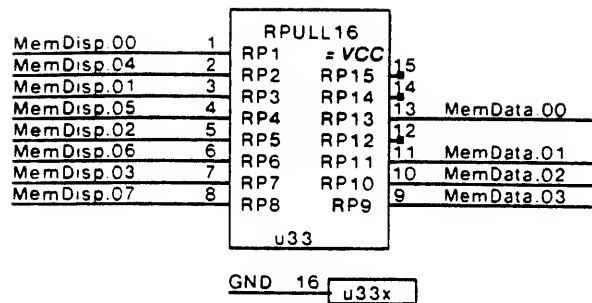 RPULL16
= VCC
MemDisp.00 1 RP1
MemDisp.04 2 RP2 RP15 15
MemDisp.01 3 RP3 RP14 14
MemDisp.05 4 RP4 RP13 13 MemData.00
MemDisp.02 5 RP5 RP12 12
MemDisp.06 6 RP6 RP11 11 MemData.01
MemDisp.03 7 RP7 RP10 10 MemData.02
MemDisp.07 8 RP8 RP9 9 MemData.03
u33
GND 16 u33x